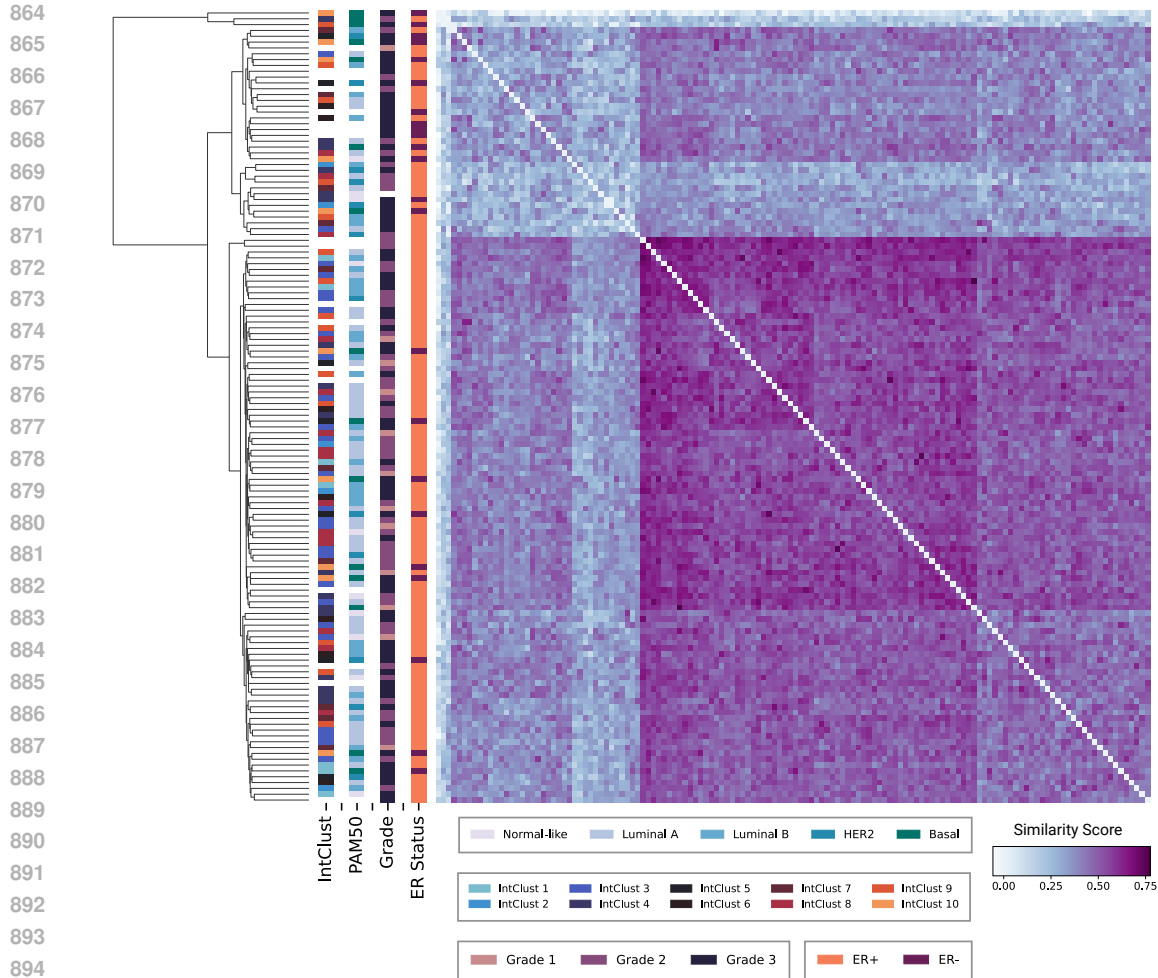 864
865
866
867
868
869
870
871
872
873
874
875
876
877
878
879
880
881
882
883
884
885
886
887
888
889
890
891
892
893
894
IntClust
PAM50
Grade
ER Status
Normal-like Luminal A Luminal B HER2 Basal
IntClust 1 IntClust 3 IntClust 5 IntClust 7 IntClust 9
IntClust 2 IntClust 4 IntClust 6 IntClust 8 IntClust 10
Grade 1 Grade 2 Grade 3
ER+ ER-
Similarity Score
0.00 0.25 0.50 0.75